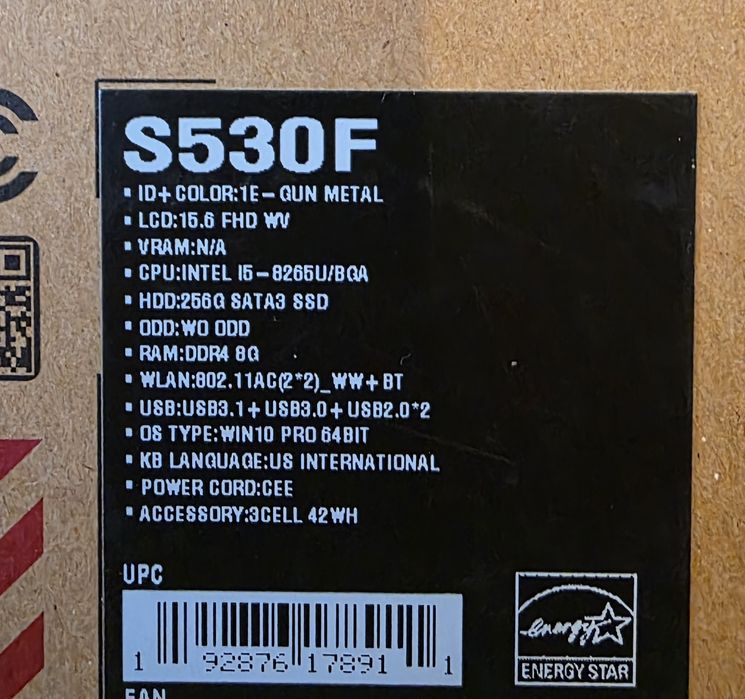 S530F
▪ ID+COLOR:1E-GUN METAL
▪ LCD:15.6 FHD WV
▪ VRAM:N/A
▪ CPU:INTEL I5-8265U/BGA
▪ HDD:256G SATA3 SSD
▪ ODD:WO ODD
▪ RAM:DDR4 8G
▪ WLAN:802.11AC(2*2)_WW+BT
▪ USB:USB3.1+USB3.0+USB2.0*2
▪ OS TYPE:WIN10 PRO 64BIT
▪ KB LANGUAGE:US INTERNATIONAL
▪ POWER CORD:CEE
▪ ACCESSORY:3CELL 42WH
UPC
1 92876 17891 1
energy
ENERGY STAR
EAN